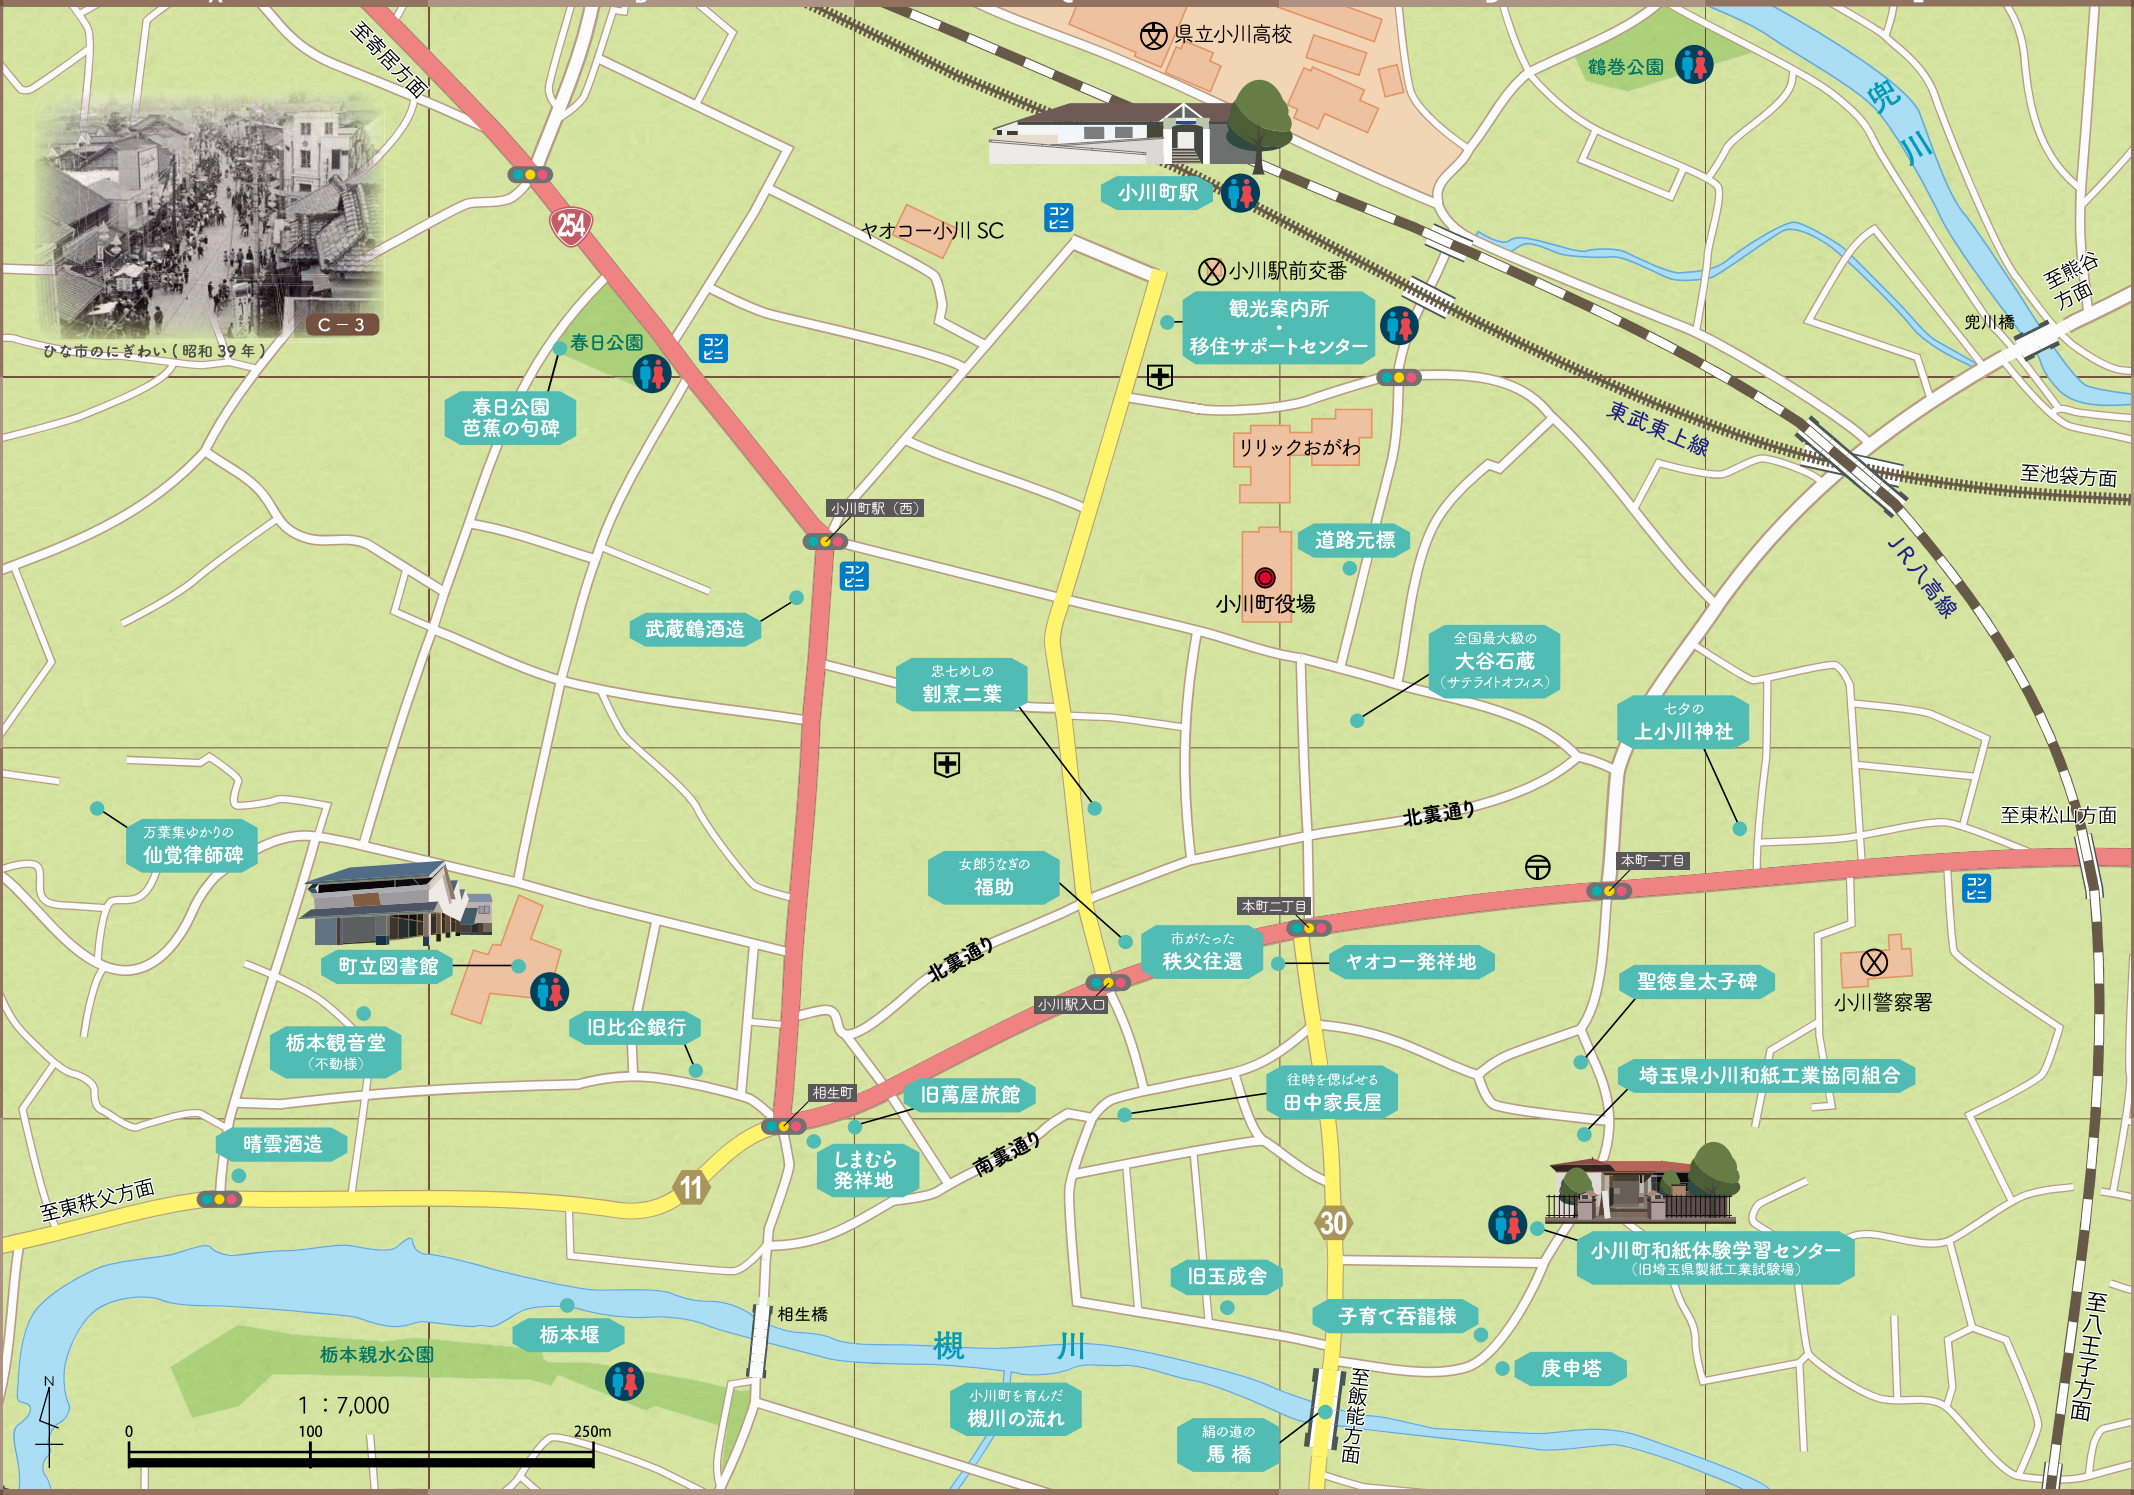 至寄居方面
県立小川高校
鶴巻公園
兜川
小川町駅
254
ヤオコー小川 SC
コン
ビニ
小川駅前交番
観光案内所
・
移住サポートセンター
至熊谷
方面
兜川橋
C-3
ひな市のにぎわい ( 昭和 39 年 )
春日公園
コン
ビニ
春日公園
芭蕉の句碑
東武東上線
リリックおがわ
至池袋方面
小川町駅（西）
道路元標
JR八高線
コン
ビニ
小川町役場
武蔵鶴酒造
全国最大級の
大谷石蔵
（サテライトオフィス）
忠七めしの
割烹二葉
七夕の
上小川神社
至東松山方面
北裏通り
万葉集ゆかりの
仙覚律師碑
本町一丁目
女郎うなぎの
福助
コン
ビニ
本町二丁目
市がたった
秩父往還
北裏通り
ヤオコー発祥地
町立図書館
聖徳皇太子碑
小川警察署
小川駅入口
旧比企銀行
栃本観音堂
（不動様）
埼玉県小川和紙工業協同組合
相生町
旧萬屋旅館
往時を偲ばせる
田中家長屋
晴雲酒造
南裏通り
しまむら
発祥地
至東秩父方面
11
30
小川町和紙体験学習センター
（旧埼玉県製紙工業試験場）
旧玉成舎
相生橋
子育て呑龍様
栃本堰
槻川
栃本親水公園
庚申塔
至八王子方面
N
1 : 7,000
小川町を育んだ
槻川の流れ
至飯能方面
0 100 250m
絹の道の
馬橋